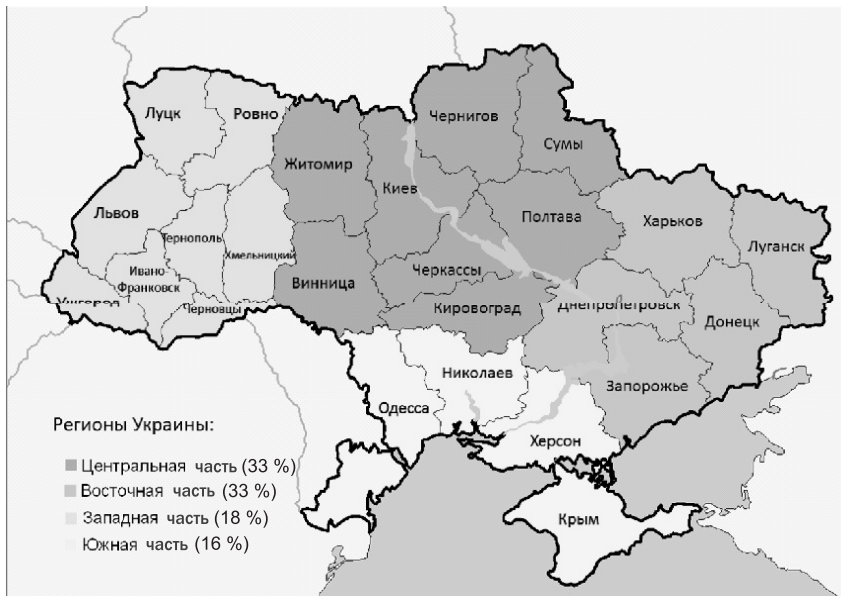 Чернигов
Луцк
Ровно
Сумы
Житомир
Киев
Львов
Полтава
Харьков
Тернополь
Луганск
Хмельницкий
Ивано-
Франковск
Черкассы
Винница
Ужгород
Черновцы
Кировоград
Днепрыпетровск
Донецк
Николаев
Запорожье
Одесса
Херсон
Крым
Регионы Украины:
Центральная часть (33 %)
Восточная часть (33 %)
Западная часть (18 %)
Южная часть (16 %)